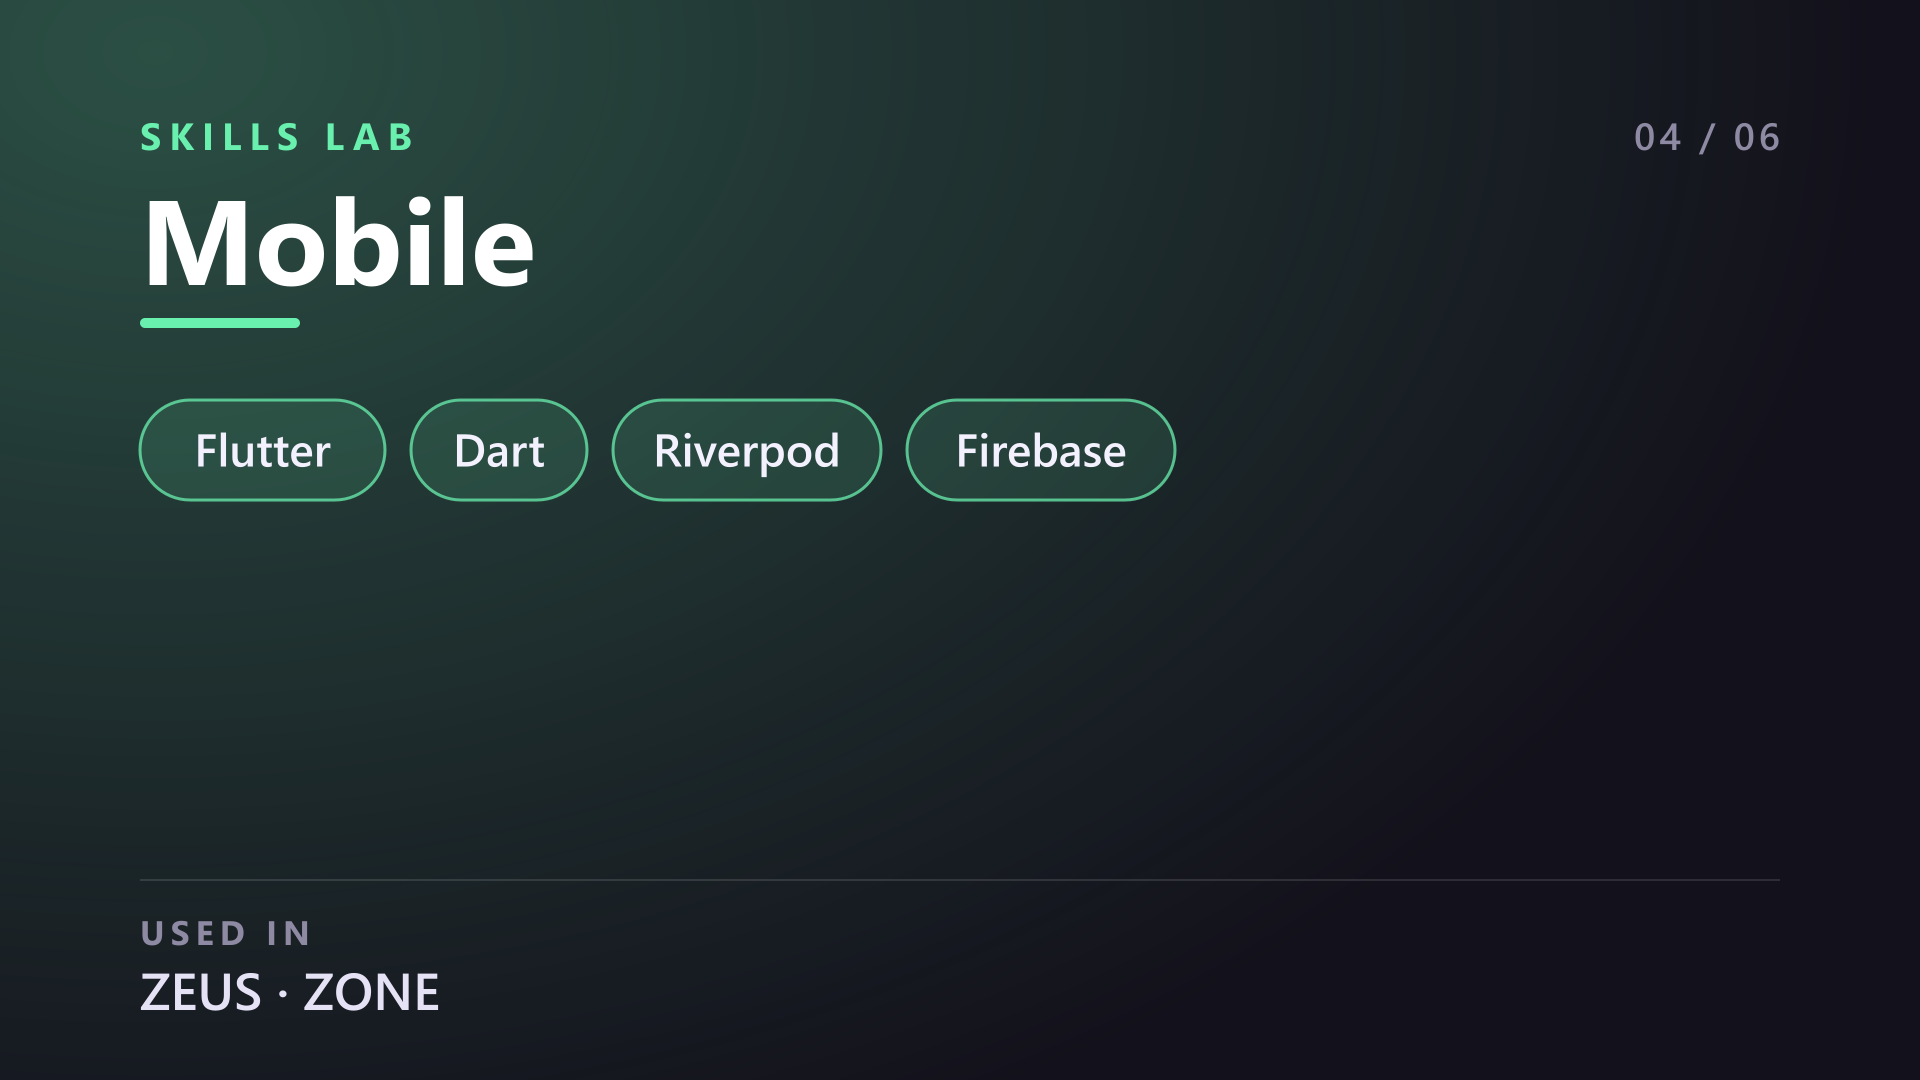 SKILLS LAB
04 / 06
Mobile
Flutter Dart Riverpod Firebase
USED IN
ZEUS · ZONE